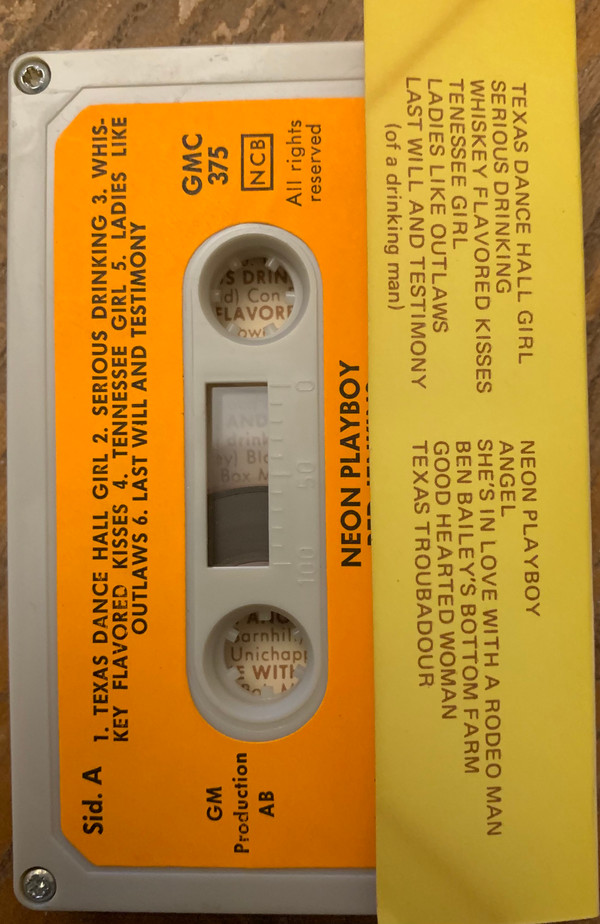 Sid. A
1. TEXAS DANCE HALL GIRL 2. SERIOUS DRINKING 3. WHIS-
KEY FLAVORED KISSES 4. TENNESSEE GIRL 5. LADIES LIKE
OUTLAWS 6. LAST WILL AND TESTIMONY
GM
Production
AB
GMC
375
NCB
All rights
reserved
0
50
100
NEON PLAYBOY
TEXAS DANCE HALL GIRL
SERIOUS DRINKING
WHISKEY FLAVORED KISSES
TENESSEE GIRL
LADIES LIKE OUTLAWS
LAST WILL AND TESTIMONY
(of a drinking man)
NEON PLAYBOY
ANGEL
SHE'S IN LOVE WITH A RODEO MAN
BEN BAILEY'S BOTTOM FARM
GOOD HEARTED WOMAN
TEXAS TROUBADOUR